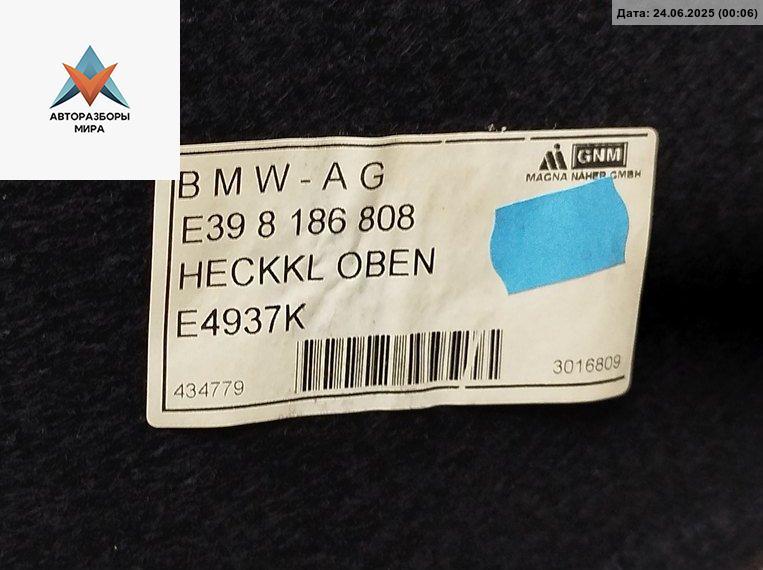 Дата: 24.06.2025 (00:06)
АВТОРАЗБОРЫ
МИРА
BMW-AG
GNM
MAGNA NÄHER GMBH
E39 8 186 808
HECKKL OBEN
E4937K
434779
3016809